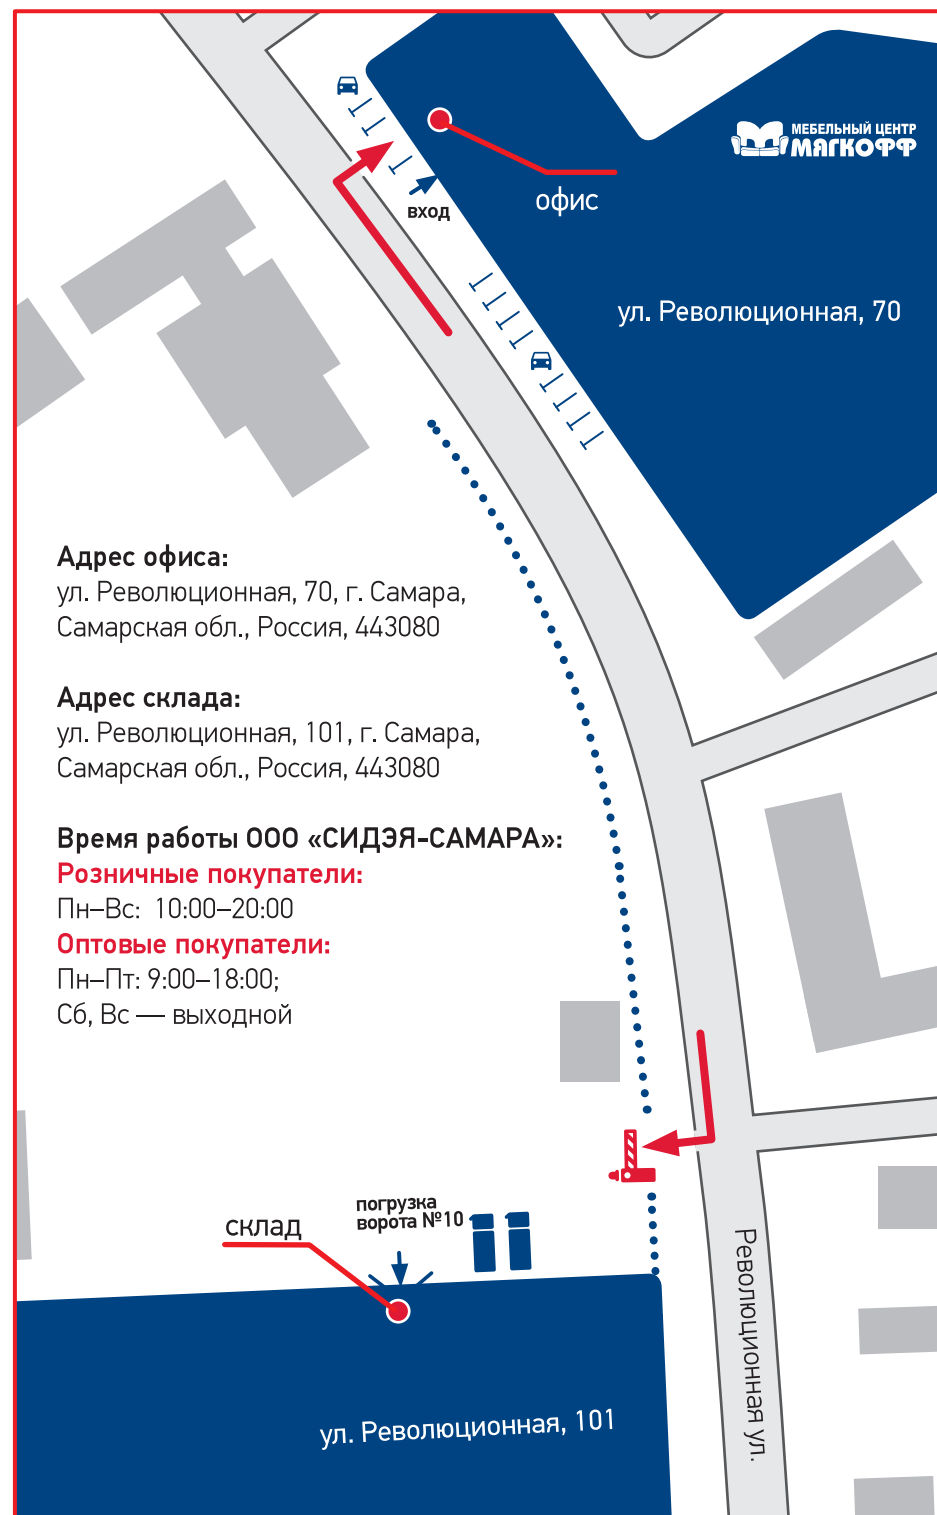 МЕБЕЛЬНЫЙ ЦЕНТР
МЯГКОФФ
офис
вход
ул. Революционная, 70
Адрес офиса:
ул. Революционная, 70, г. Самара,
Самарская обл., Россия, 443080
Адрес склада:
ул. Революционная, 101, г. Самара,
Самарская обл., Россия, 443080
Время работы ООО «СИДЭЯ-САМАРА»:
Розничные покупатели:
Пн–Вс: 10:00–20:00
Оптовые покупатели:
Пн–Пт: 9:00–18:00;
Сб, Вс — выходной
погрузка
ворота №10
склад
Революционная ул.
ул. Революционная, 101